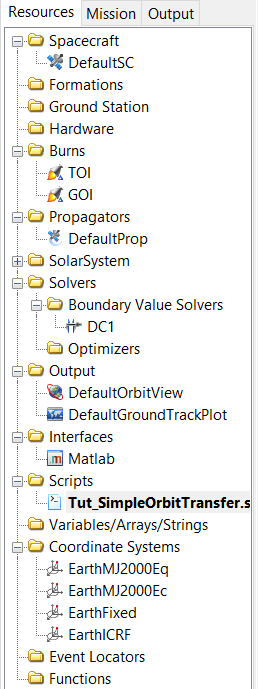 Resources Mission Output
Spacecraft
DefaultSC
Formations
Ground Station
Hardware
Burns
TOI
GOI
Propagators
DefaultProp
SolarSystem
Solvers
Boundary Value Solvers
DC1
Optimizers
Output
DefaultOrbitView
DefaultGroundTrackPlot
Interfaces
Matlab
Scripts
Tut_SimpleOrbitTransfer.s
Variables/Arrays/Strings
Coordinate Systems
EarthMJ2000Eq
EarthMJ2000Ec
EarthFixed
EarthICRF
Event Locators
Functions